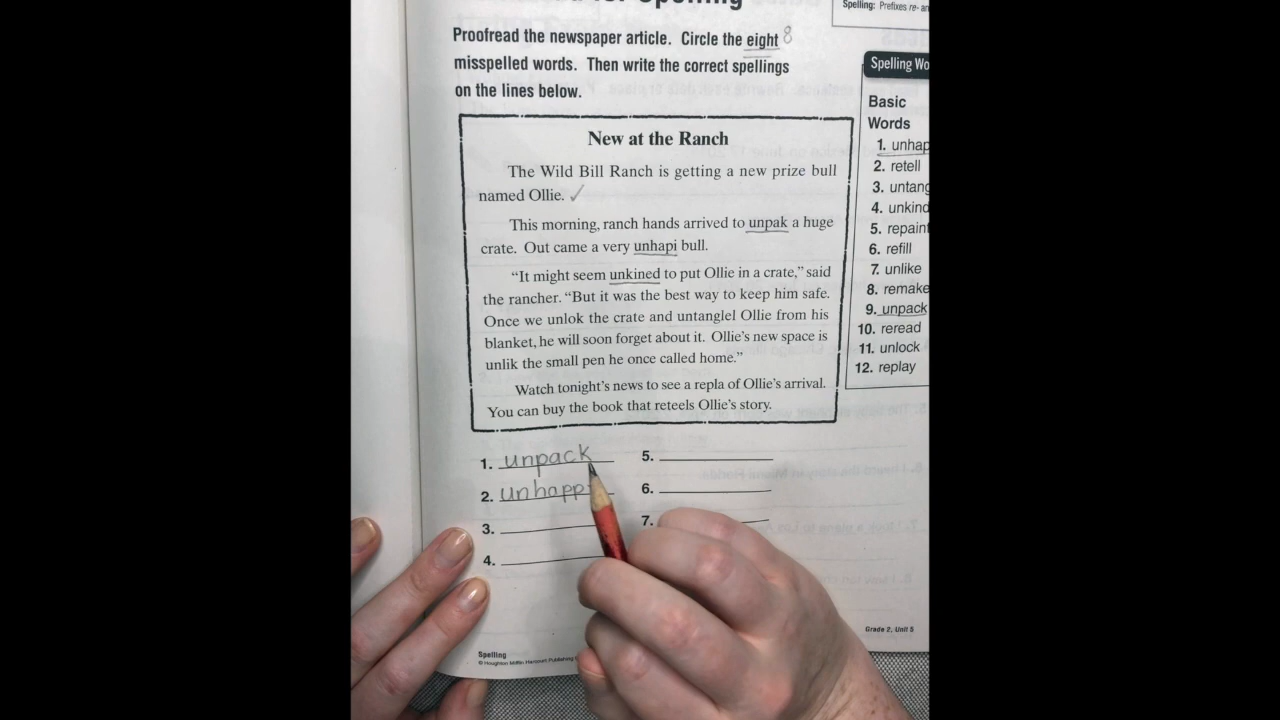 Spelling: Prefixes re-
Proofread the newspaper article. Circle the eight 8
misspelled words. Then write the correct spellings
on the lines below.
New at the Ranch
The Wild Bill Ranch is getting a new prize bull
named Ollie. ✓
This morning, ranch hands arrived to unpak a huge
crate. Out came a very unhapi bull.
“It might seem unkined to put Ollie in a crate,” said
the rancher. “But it was the best way to keep him safe.
Once we unlok the crate and untanglel Ollie from his
blanket, he will soon forget about it. Ollie’s new space is
unlik the small pen he once called home.”
Watch tonight’s news to see a repla of Ollie’s arrival.
You can buy the book that reteels Ollie’s story.
1. unpack
2. unhapp
3.
4.
5.
6.
7.
Spelling
© Houghton Mifflin Harcourt Publishing
Spelling Wo
Basic
Words
1. unhap
2. retell
3. untang
4. unkind
5. repaint
6. refill
7. unlike
8. remake
9. unpack
10. reread
11. unlock
12. replay
Grade 2, Unit 5